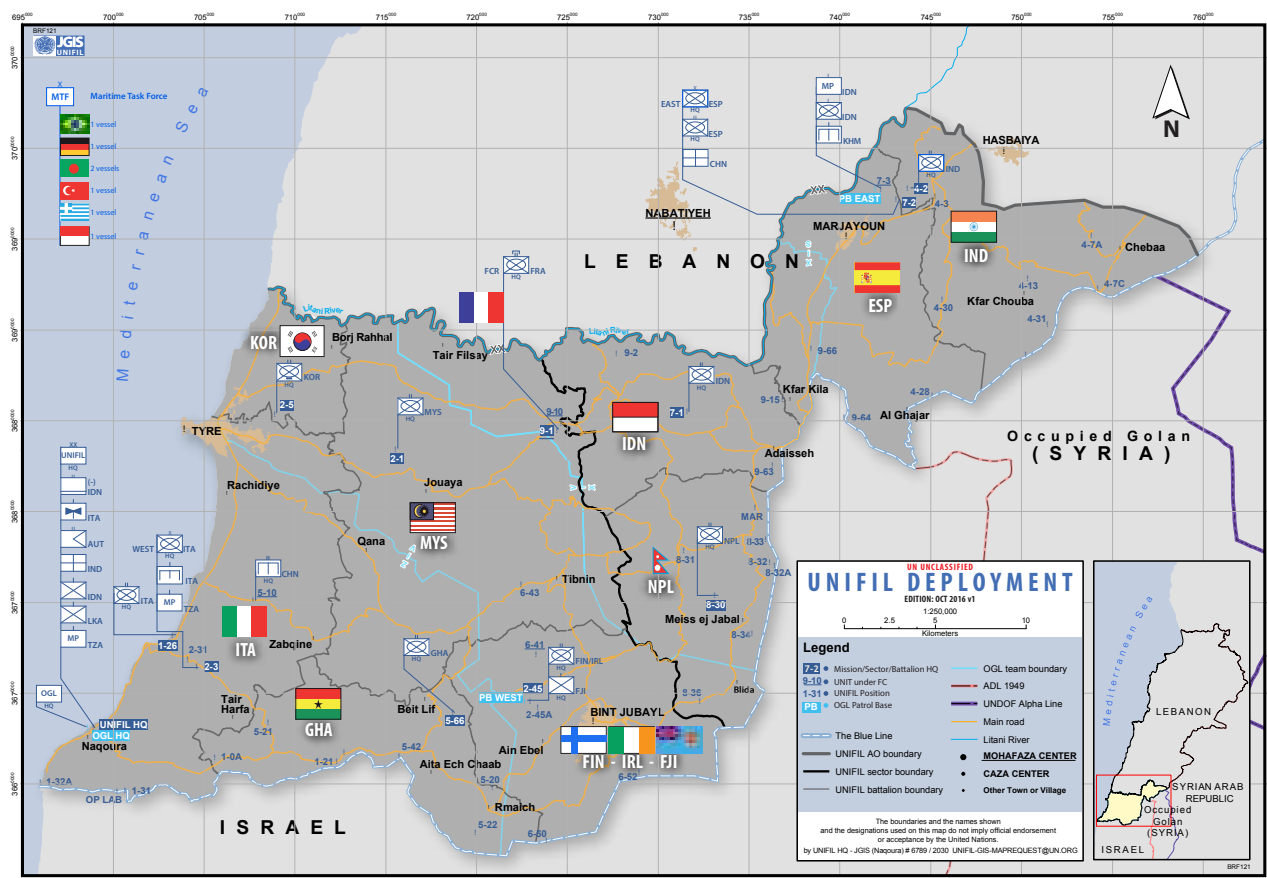 695000
700000
705000
710000
715000
720000
725000
730000
735000
740000
745000
750000
755000
760000
BRF121
JGIS
UNIFIL
MTF
Maritime Task Force
1 vessel
1 vessel
2 vessels
1 vessel
1 vessel
1 vessel
Mediterranean Sea
EAST
ESP
HQ
ESP
HQ
CHN
MP
IDN
IDN
HQ
KHM
IND
HQ
HASBAIYA
NABATIYEH
LEBANON
7-3
PB EAST
4-2
7-2
4-3
MARJAYOUN
IND
ESP
4-7A
Chebaa
4-13
4-7C
Kfar Chouba
4-30
4-31
FCR
FRA
HQ
Litani River
Litani River
KOR
Borj Rahhal
Tair Filsay
XX
XX
9-2
9-66
KOR
HQ
2-5
MYS
HQ
2-1
IDN
HQ
7-1
9-10
9-1
IDN
Kfar Kila
9-15
4-28
9-64
Al Ghajar
Adaisseh
9-63
Occupied Golan
(SYRIA)
TYRE
Rachidiye
Jouaya
MYS
Qana
XX
UNIFIL
HQ
(-)
IDN
ITA
AUT
IND
IDN
LKA
MP
TZA
WEST
ITA
HQ
ITA
MP
TZA
ITA
HQ
CHN
HQ
5-10
MAR
NPL
HQ
8-33
8-31
8-32
8-32A
NPL
8-30
Meiss ej Jabal
8-34
Tibnin
6-43
ITA
1-26
2-31
2-3
Zabqine
GHA
HQ
6-41
FIN/IRL
HQ
FJI
HQ
2-45
PB WEST
2-45A
8-36
Blida
BINT JUBAYL
OGL
HQ
UNIFIL HQ
OGL HQ
Naqoura
Tair
Harfa
GHA
5-21
Beit Lif
5-66
FIN - IRL - FJI
Ain Ebel
5-42
1-0A
1-21
Aita Ech Chaab
5-20
6-52
1-32A
1-31
OP LAB
Rmaich
5-22
6-50
ISRAEL
UN UNCLASSIFIED
UNIFIL DEPLOYMENT
EDITION: OCT 2016 v1
1:250,000
0 5 10
Kilometers
Legend
7-2 Mission/Sector/Battalion HQ
9-10 UNIT under FC
1-31 UNIFIL Position
PB OGL Patrol Base
The Blue Line
UNIFIL AO boundary
UNIFIL sector boundary
UNIFIL battalion boundary
OGL team boundary
ADL 1949
UNDOF Alpha Line
Main road
Litani River
MOHAFAZA CENTER
CAZA CENTER
Other Town or Village
The boundaries and the names shown
and the designations used on this map do not imply official endorsement
or acceptance by the United Nations.
by UNIFIL HQ - JGIS (Naqoura) # 6789 / 2030 UNIFIL-GIS-MAPREQUEST@UN.ORG
Mediterranean Sea
LEBANON
SYRIAN ARAB
REPUBLIC
Occupied
Golan
(SYRIA)
ISRAEL
BRF121